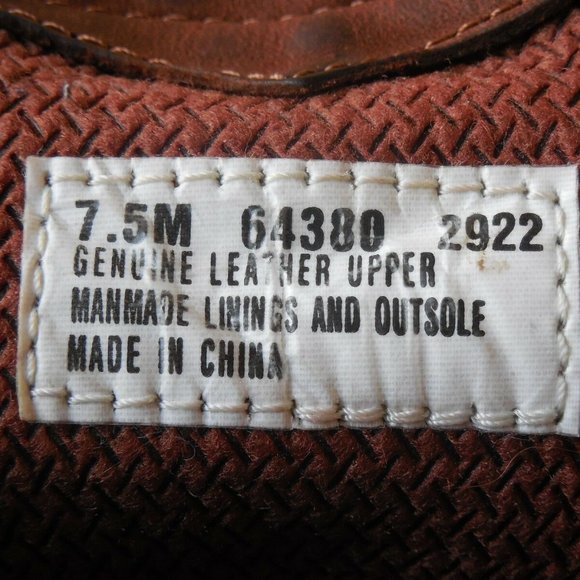 7.5M 64380 2922
GENUINE LEATHER UPPER
MANMADE LININGS AND OUTSOLE
MADE IN CHINA